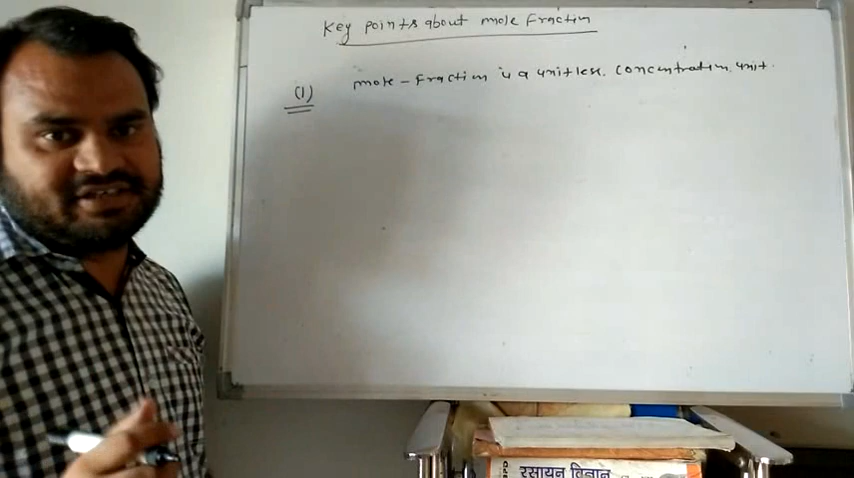 Key points about mole Fraction
(1) mole-Fraction is a unitless. concentration unit.
रसायन विज्ञान